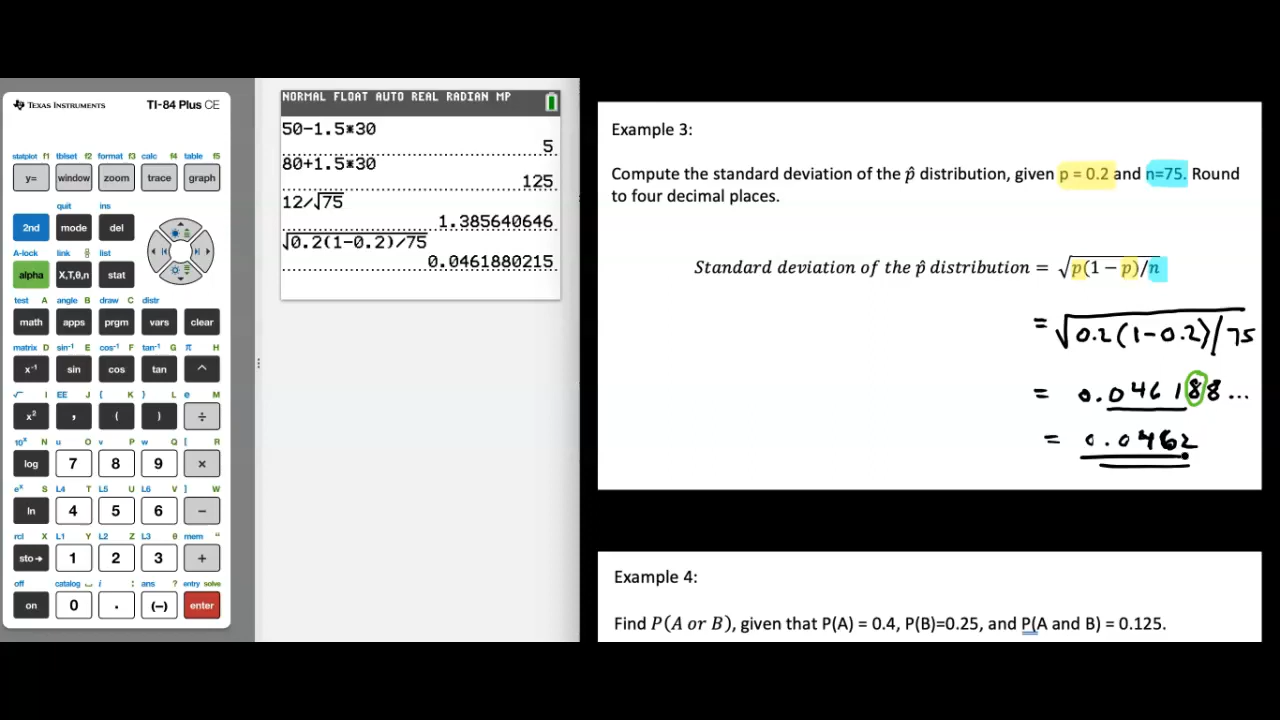 TEXAS INSTRUMENTS TI-84 Plus CE
statplot f1 tblset f2 format f3 calc f4 table f5
y= window zoom trace graph
quit ins
2nd mode del
A-lock link list
alpha X,T,θ,n stat
test A angle B draw C distr
math apps prgm vars clear
matrix D sin⁻¹ E cos⁻¹ F tan⁻¹ G π H
x⁻¹ sin cos tan ^
√ I EE J { K } L e M
x² , ( ) ÷
10ˣ N u O v P w Q [ R
log 7 8 9 ×
eˣ S L4 T L5 U L6 V ] W
ln 4 5 6 −
rcl X L1 Y L2 Z L3 θ mem "
sto→ 1 2 3 +
off catalog ⎵ i : ans ? entry solve
on 0 . (−) enter
NORMAL FLOAT AUTO REAL RADIAN MP
50-1.5*30
5
80+1.5*30
125
12/√75
1.385640646
√0.2(1-0.2)/75
0.0461880215
Example 3:
Compute the standard deviation of the p̂ distribution, given p = 0.2 and n=75. Round
to four decimal places.
Standard deviation of the p̂ distribution = √p(1 − p)/n
= √0.2(1-0.2)/75
= 0.046188...
= 0.0462
Example 4:
Find P(A or B), given that P(A) = 0.4, P(B)=0.25, and P(A and B) = 0.125.